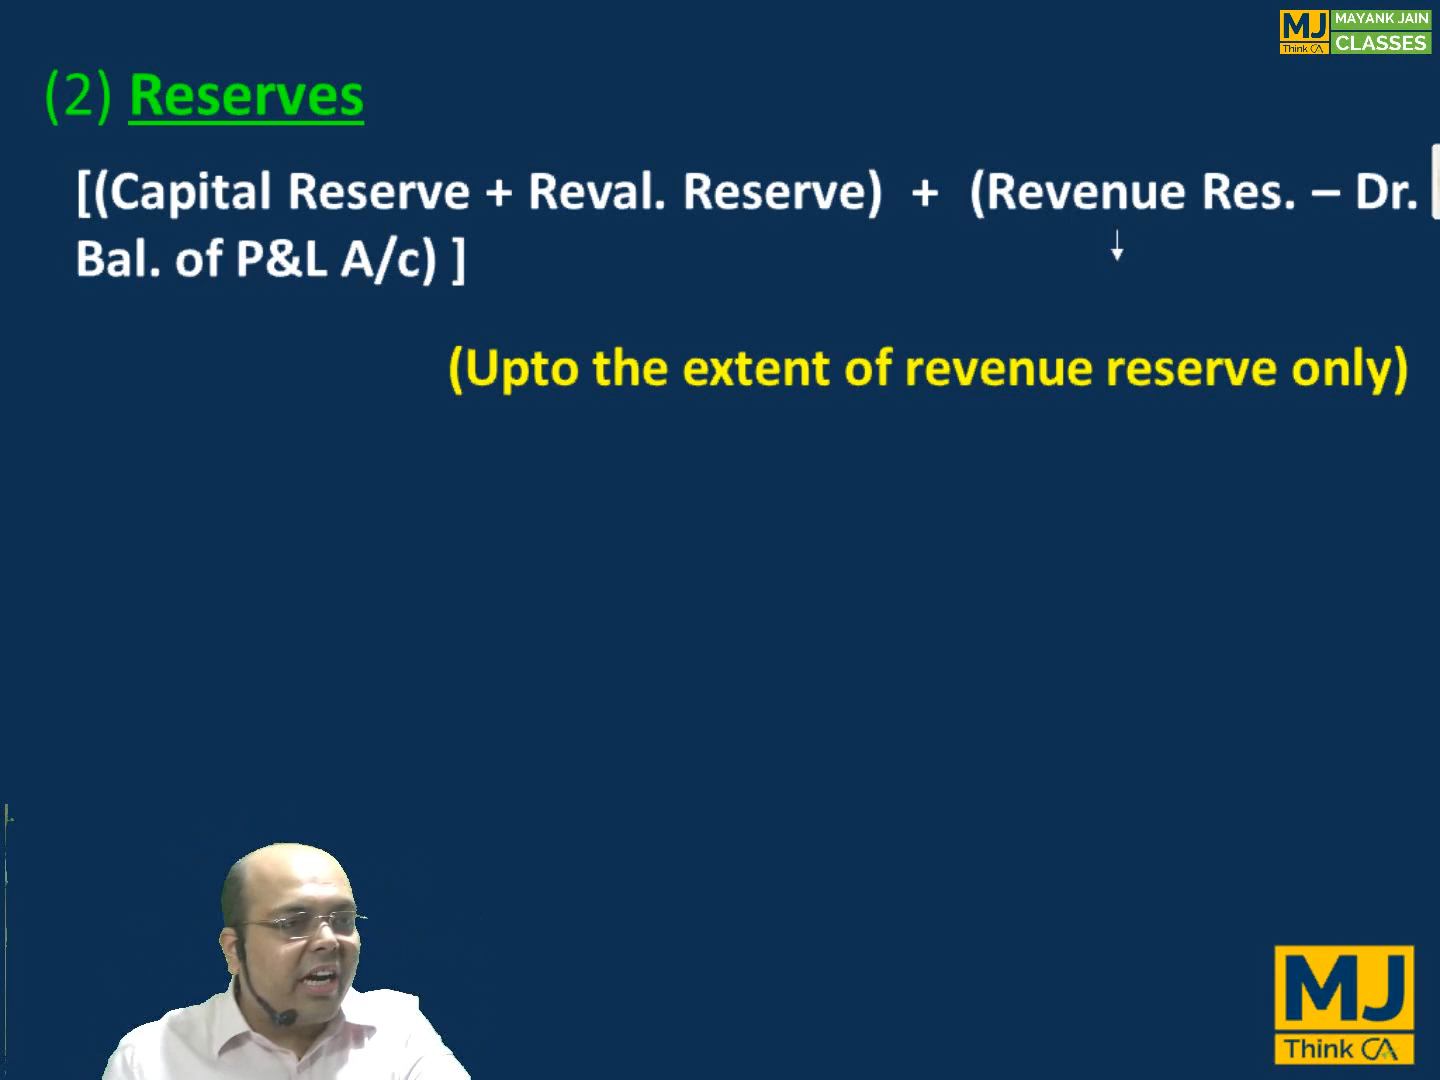 MJ
Think CA
MAYANK JAIN
CLASSES
(2) Reserves
[(Capital Reserve + Reval. Reserve) + (Revenue Res. – Dr.
Bal. of P&L A/c) ]
(Upto the extent of revenue reserve only)
MJ
Think CA